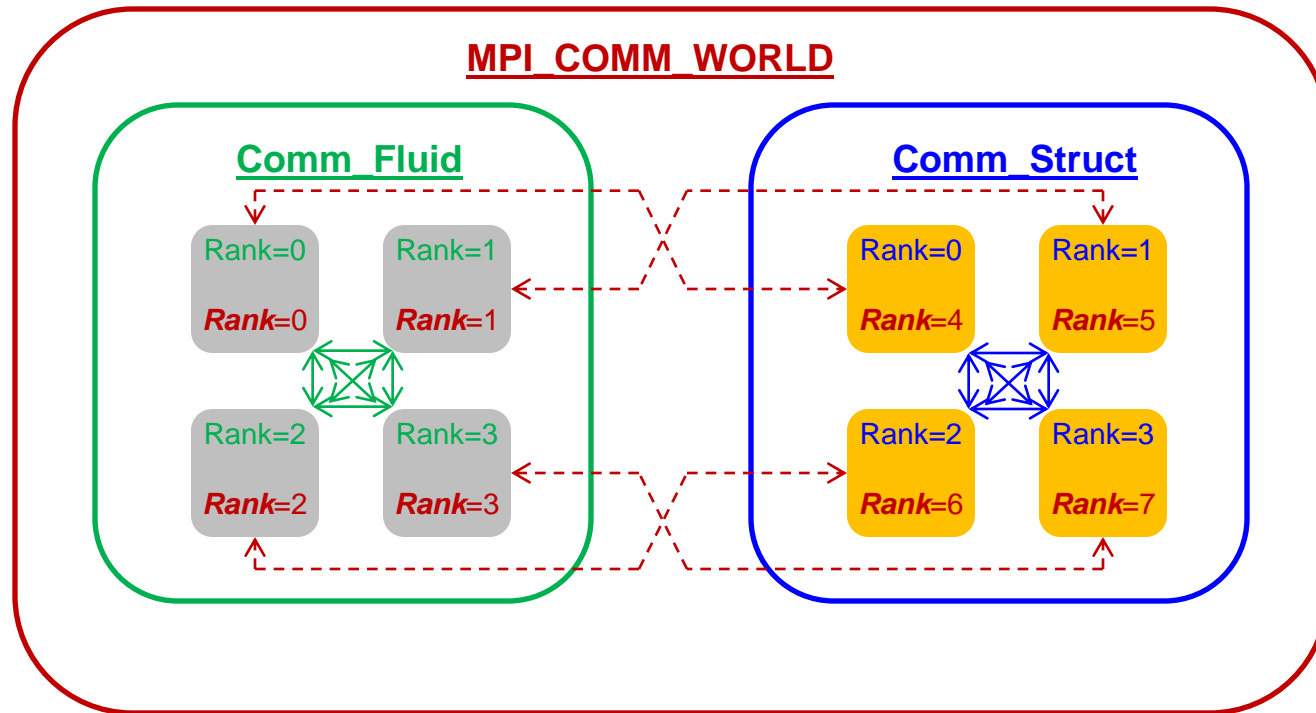 MPI_COMM_WORLD
Comm_Fluid
Rank=0
Rank=0
Rank=1
Rank=1
Rank=2
Rank=2
Rank=3
Rank=3
Comm_Struct
Rank=0
Rank=4
Rank=1
Rank=5
Rank=2
Rank=6
Rank=3
Rank=7